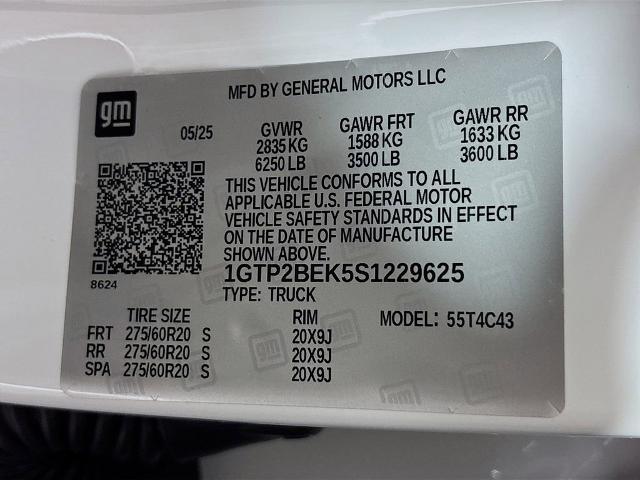 MFD BY GENERAL MOTORS LLC
gm
05/25 GVWR GAWR FRT GAWR RR
2835 KG 1588 KG 1633 KG
6250 LB 3500 LB 3600 LB
THIS VEHICLE CONFORMS TO ALL
APPLICABLE U.S. FEDERAL MOTOR
VEHICLE SAFETY STANDARDS IN EFFECT
ON THE DATE OF MANUFACTURE
SHOWN ABOVE.
8624
1GTP2BEK5S1229625
TYPE: TRUCK
TIRE SIZE RIM MODEL: 55T4C43
FRT 275/60R20 S 20X9J
RR 275/60R20 S 20X9J
SPA 275/60R20 S 20X9J